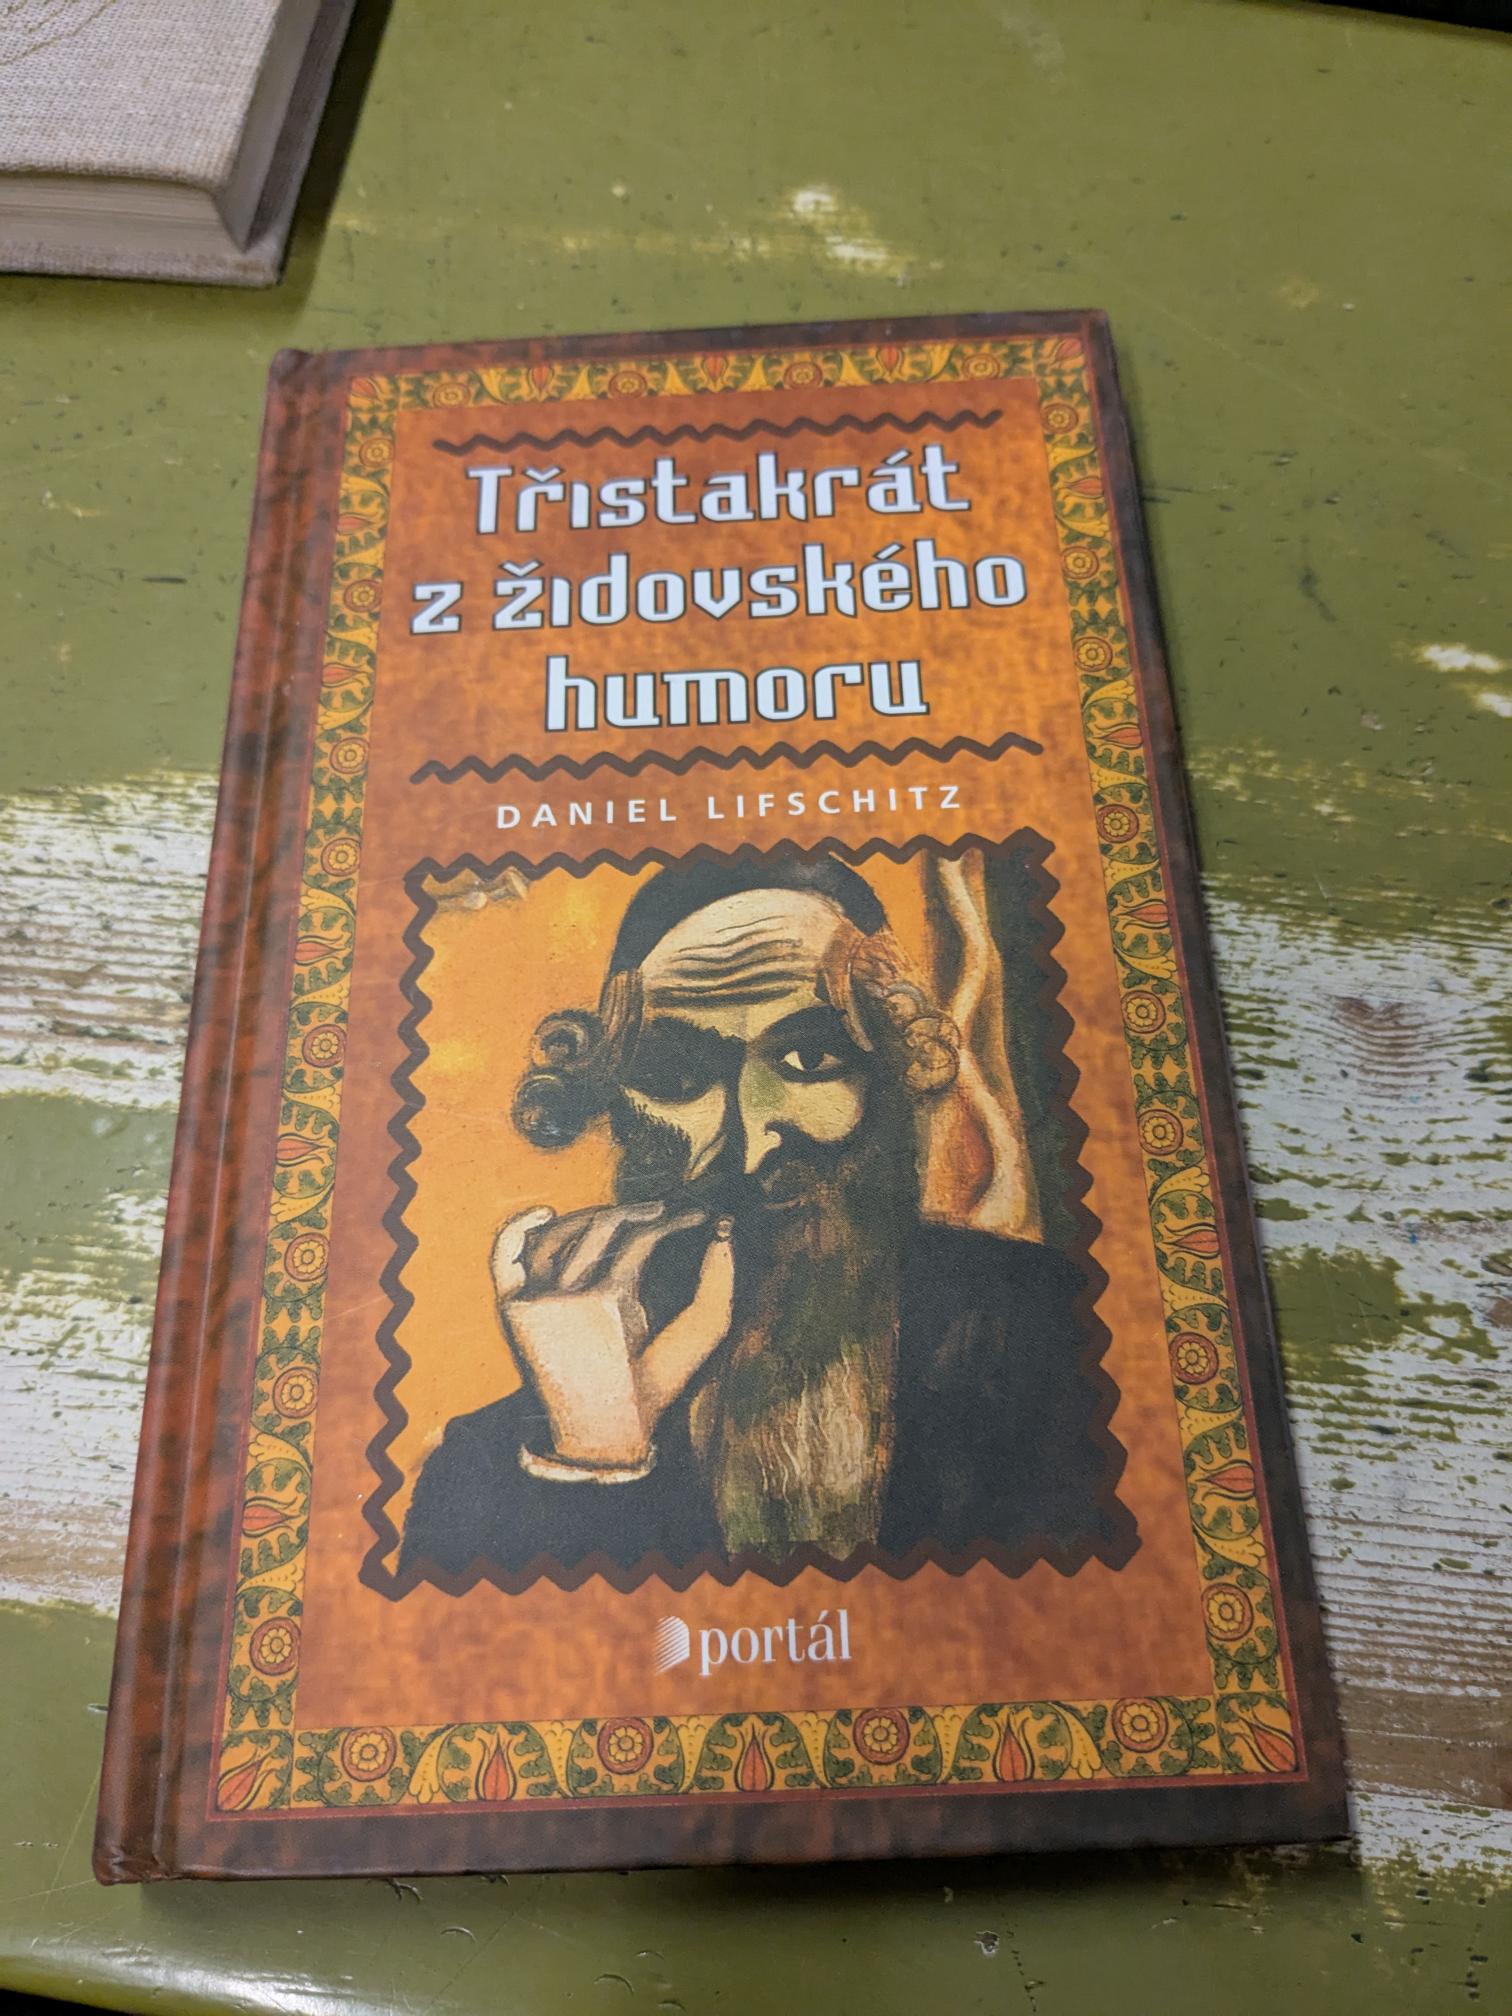 Třistakrát
z židovského
humoru
DANIEL LIFSCHITZ
portál